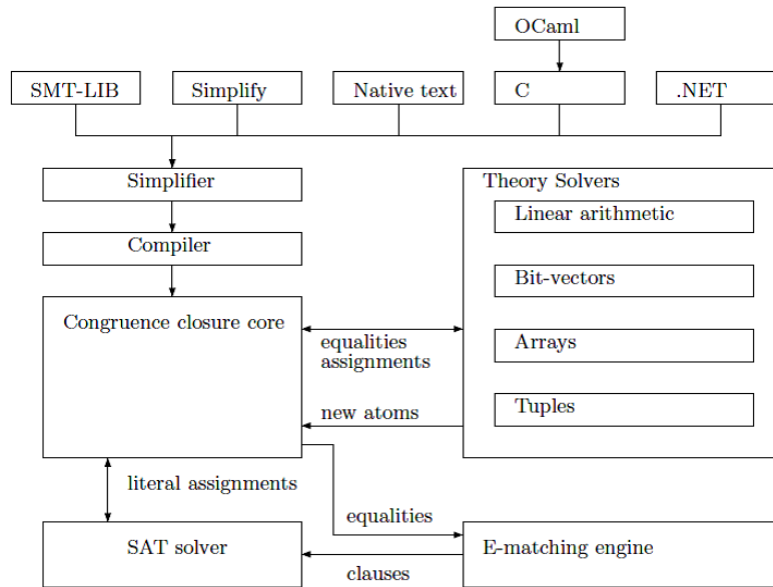 OCaml
SMT-LIB
Simplify
Native text
C
.NET
Simplifier
Theory Solvers
Linear arithmetic
Compiler
Bit-vectors
Congruence closure core
equalities
assignments
Arrays
new atoms
Tuples
literal assignments
equalities
SAT solver
E-matching engine
clauses